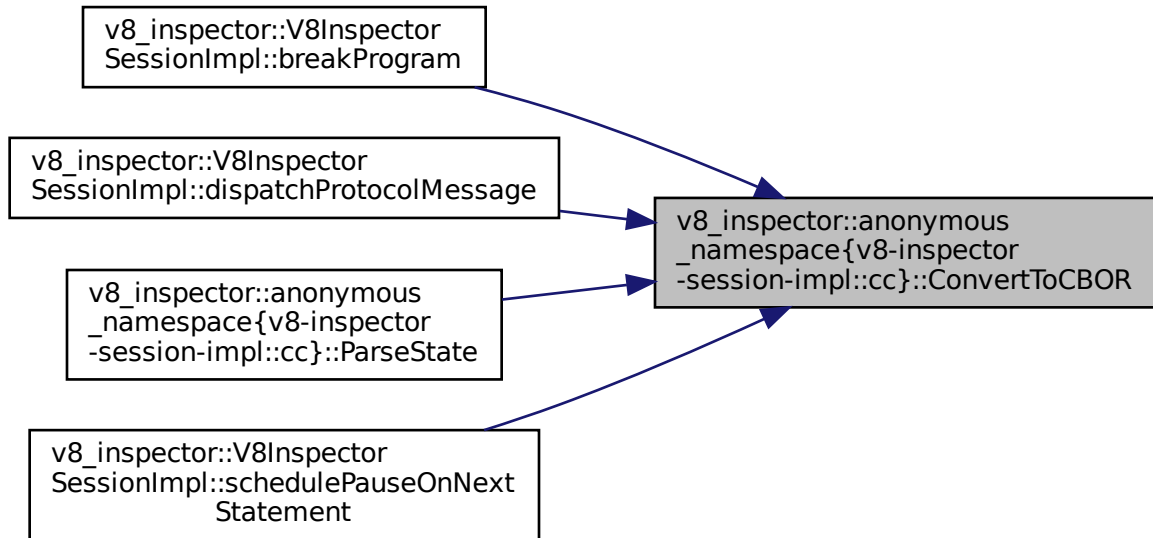 v8_inspector::V8Inspector
SessionImpl::breakProgram
v8_inspector::V8Inspector
SessionImpl::dispatchProtocolMessage
v8_inspector::anonymous
_namespace{v8-inspector
-session-impl::cc}::ConvertToCBOR
v8_inspector::anonymous
_namespace{v8-inspector
-session-impl::cc}::ParseState
v8_inspector::V8Inspector
SessionImpl::schedulePauseOnNext
Statement